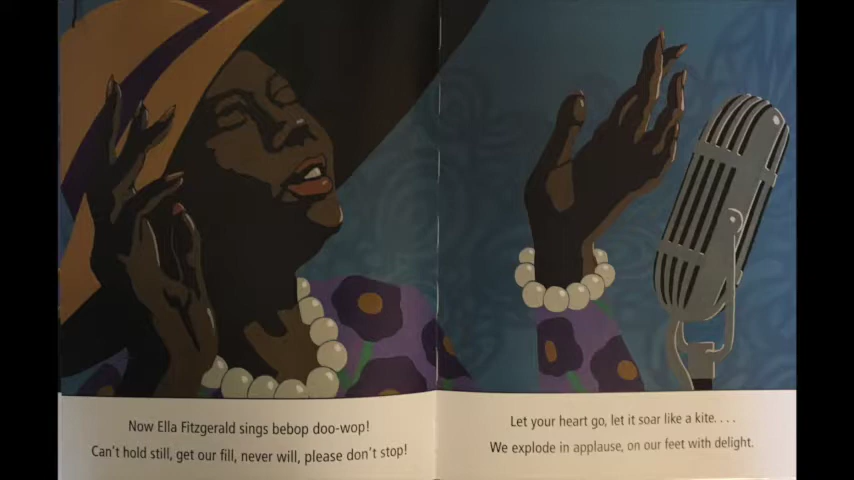 Now Ella Fitzgerald sings bebop doo-wop!
Can't hold still, get our fill, never will, please don't stop!
Let your heart go, let it soar like a kite. . . .
We explode in applause, on our feet with delight.